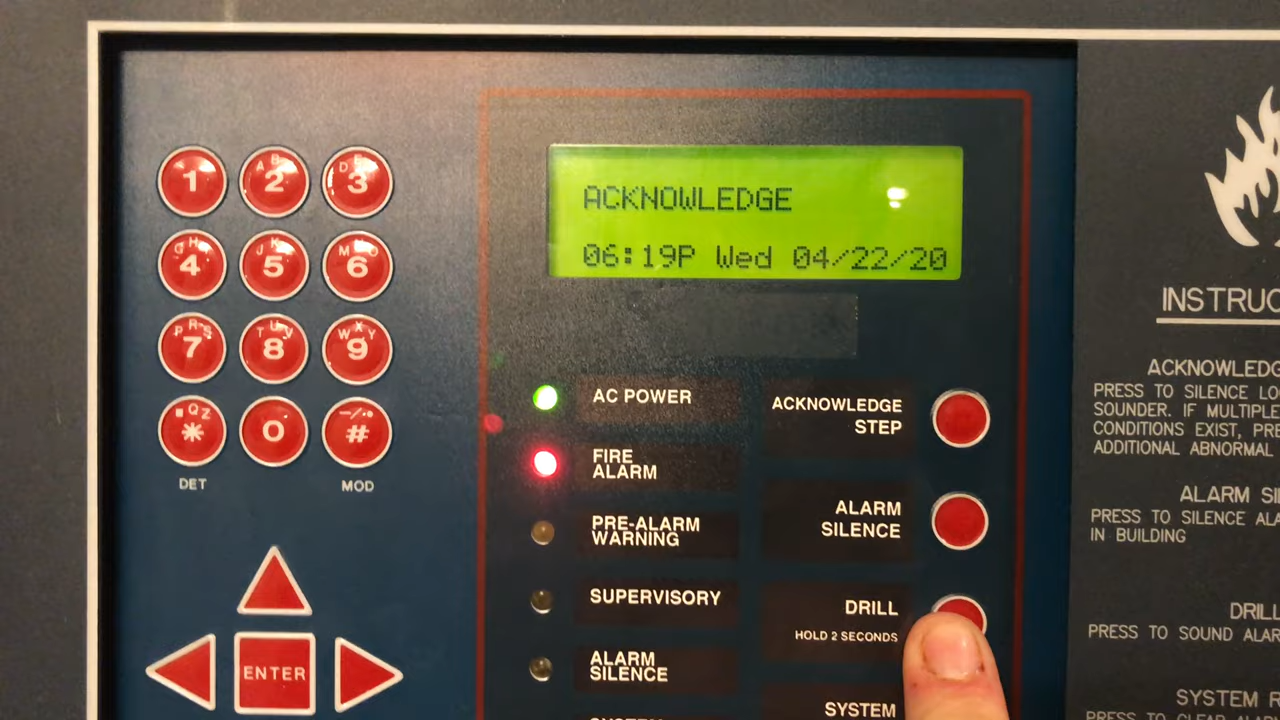 ACKNOWLEDGE
06:19P Wed 04/22/20
1
A B 2
D E 3
G H 4
J K 5
M O 6
P R S 7
T U V 8
W X Y 9
Q Z *
0
-/. #
DET
MOD
ENTER
AC POWER
FIRE
ALARM
PRE-ALARM
WARNING
SUPERVISORY
ALARM
SILENCE
ACKNOWLEDGE
STEP
ALARM
SILENCE
DRILL
HOLD 2 SECONDS
SYSTEM
INSTRUC
ACKNOWLEDG
PRESS TO SILENCE LO
SOUNDER. IF MULTIPLE
CONDITIONS EXIST, PRE
ADDITIONAL ABNORMAL
ALARM SI
PRESS TO SILENCE ALA
IN BUILDING
DRILL
PRESS TO SOUND ALAR
SYSTEM R